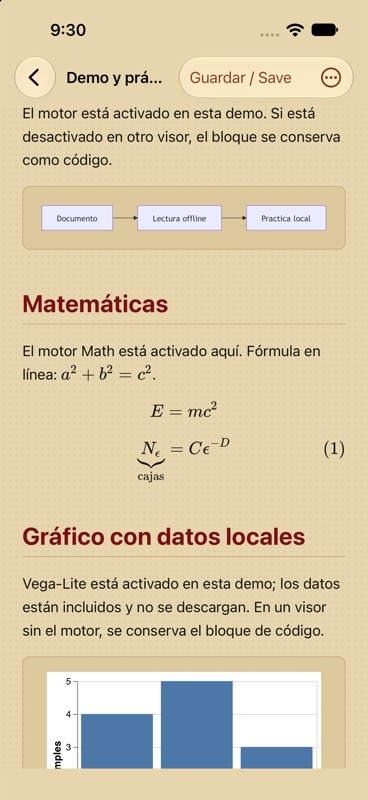 9:30
Demo y prá...
Guardar / Save
El motor está activado en esta demo. Si está
desactivado en otro visor, el bloque se conserva
como código.
Documento
Lectura offline
Practica local
Matemáticas
El motor Math está activado aquí. Fórmula en
línea: a² + b² = c².
E = mc²
N_ϵ = Cϵ^{-D} (1)
cajas
Gráfico con datos locales
Vega-Lite está activado en esta demo; los datos
están incluidos y no se descargan. En un visor
sin el motor, se conserva el bloque de código.
5
4
3